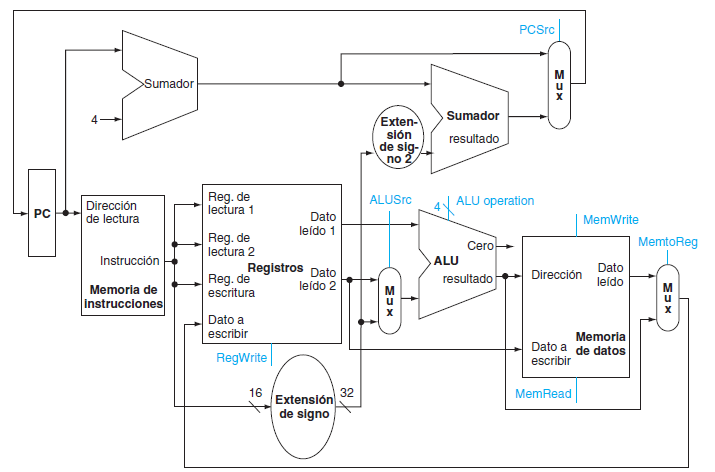 PCSrc
M
u
x
Sumador
4
Sumador
resultado
Exten-
sión
de sig-
no 2
PC
Dirección
de lectura
Instrucción
Memoria de
instrucciones
Reg. de
lectura 1
Reg. de
lectura 2
Registros
Reg. de
escritura
Dato a
escribir
Dato
leído 1
Dato
leído 2
RegWrite
16
Extensión
de signo
32
ALUSrc
M
u
x
4
ALU operation
Cero
ALU
resultado
MemWrite
Dirección
Dato
leído
Memoria
de datos
Dato a
escribir
MemRead
MemtoReg
M
u
x